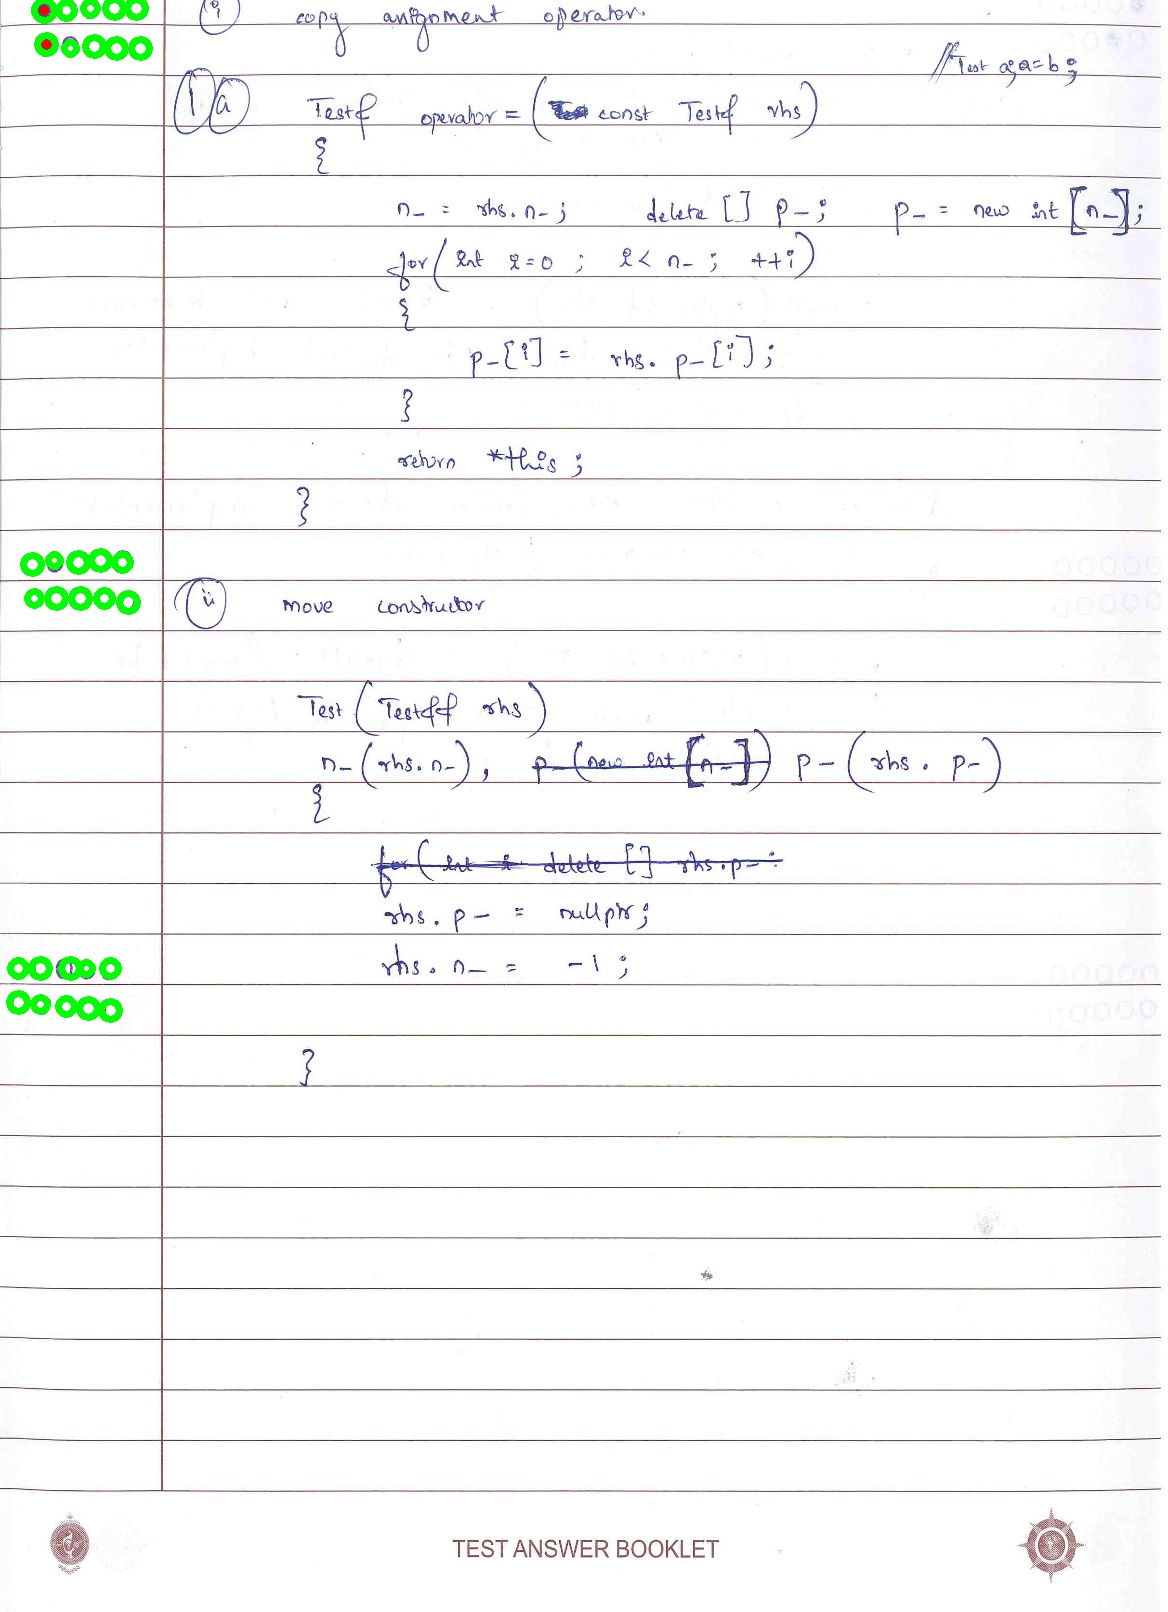 i copy assignment operator.
//Test a; a=b;
1 a Test& operator = ( const Test& rhs)
{
n_ = rhs.n_; delete [] p_; p_ = new int [n_];
for( int i=0 ; i< n_ ; ++i)
{
p_[i] = rhs. p_[i] ;
}
return *this ;
}
ii move constructor
Test ( Test&& rhs )
n_ (rhs.n_), p_ (new int [n_]) p_ ( rhs . p_ )
{
for( int i delete [] rhs.p_ ;
rhs. p_ = nullptr;
rhs. n_ = -1 ;
}
TEST ANSWER BOOKLET